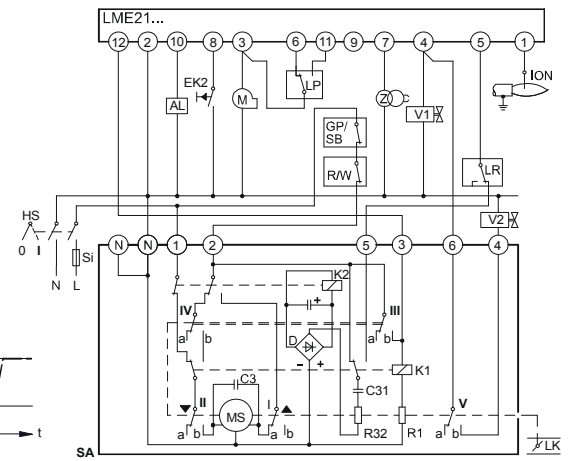 LME21...
12 2 10 8 3 6 11 9 7 4 5 1
ION
EK2
LP
AL
M
Z C
V1
GP/
SB
R/W
LR
HS
V2
0 I
Si
N L
N N 1 2 5 3 6 4
K2
+
IV
III
a b
a b
D
- +
K1
C3
C31
II
I
V
MS
a b
a b
R32
R1
a b
t
SA
LK